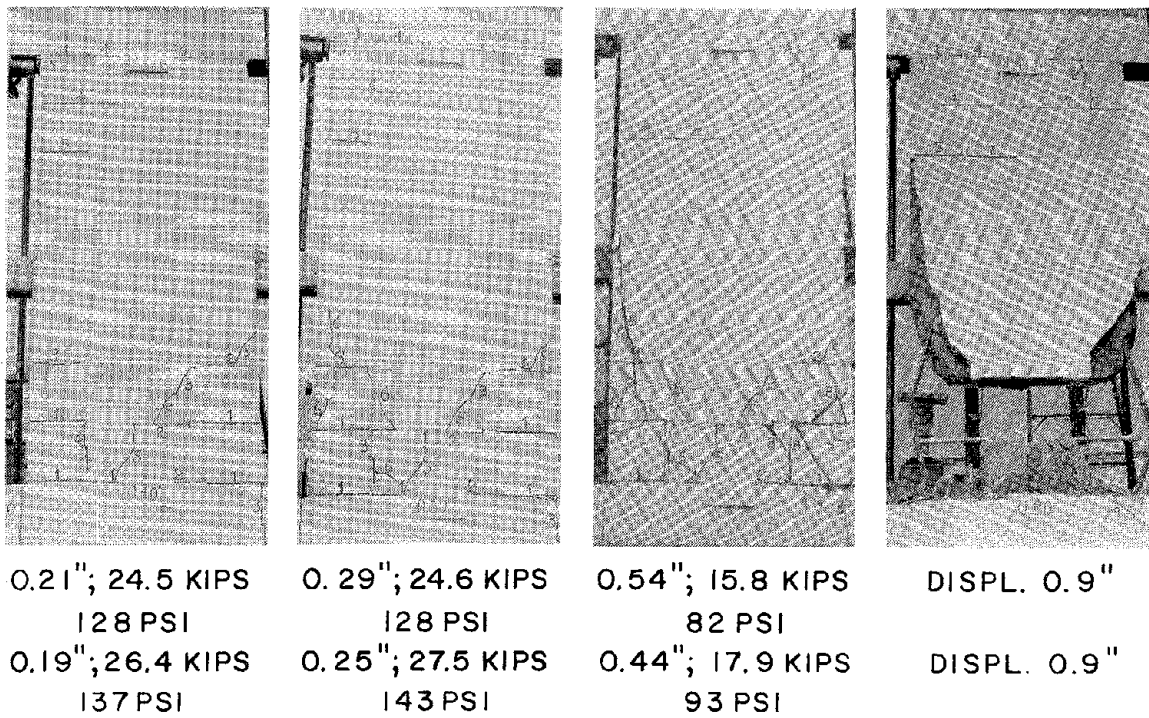 0.21"; 24.5 KIPS
128 PSI
0.19"; 26.4 KIPS
137 PSI
0.29"; 24.6 KIPS
128 PSI
0.25"; 27.5 KIPS
143 PSI
0.54"; 15.8 KIPS
82 PSI
0.44"; 17.9 KIPS
93 PSI
DISPL. 0.9"
DISPL. 0.9"